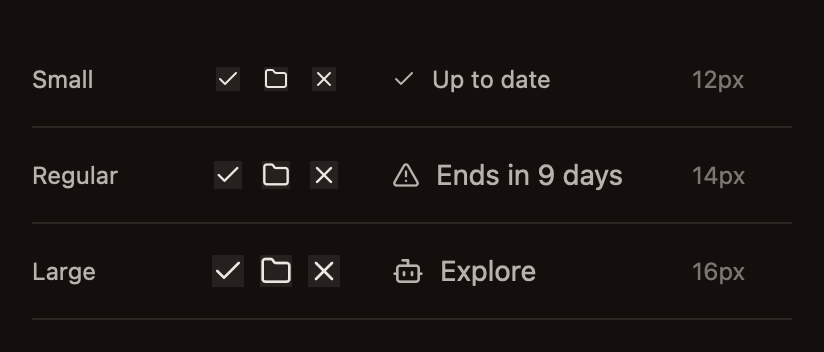 Small Up to date 12px
Regular Ends in 9 days 14px
Large Explore 16px